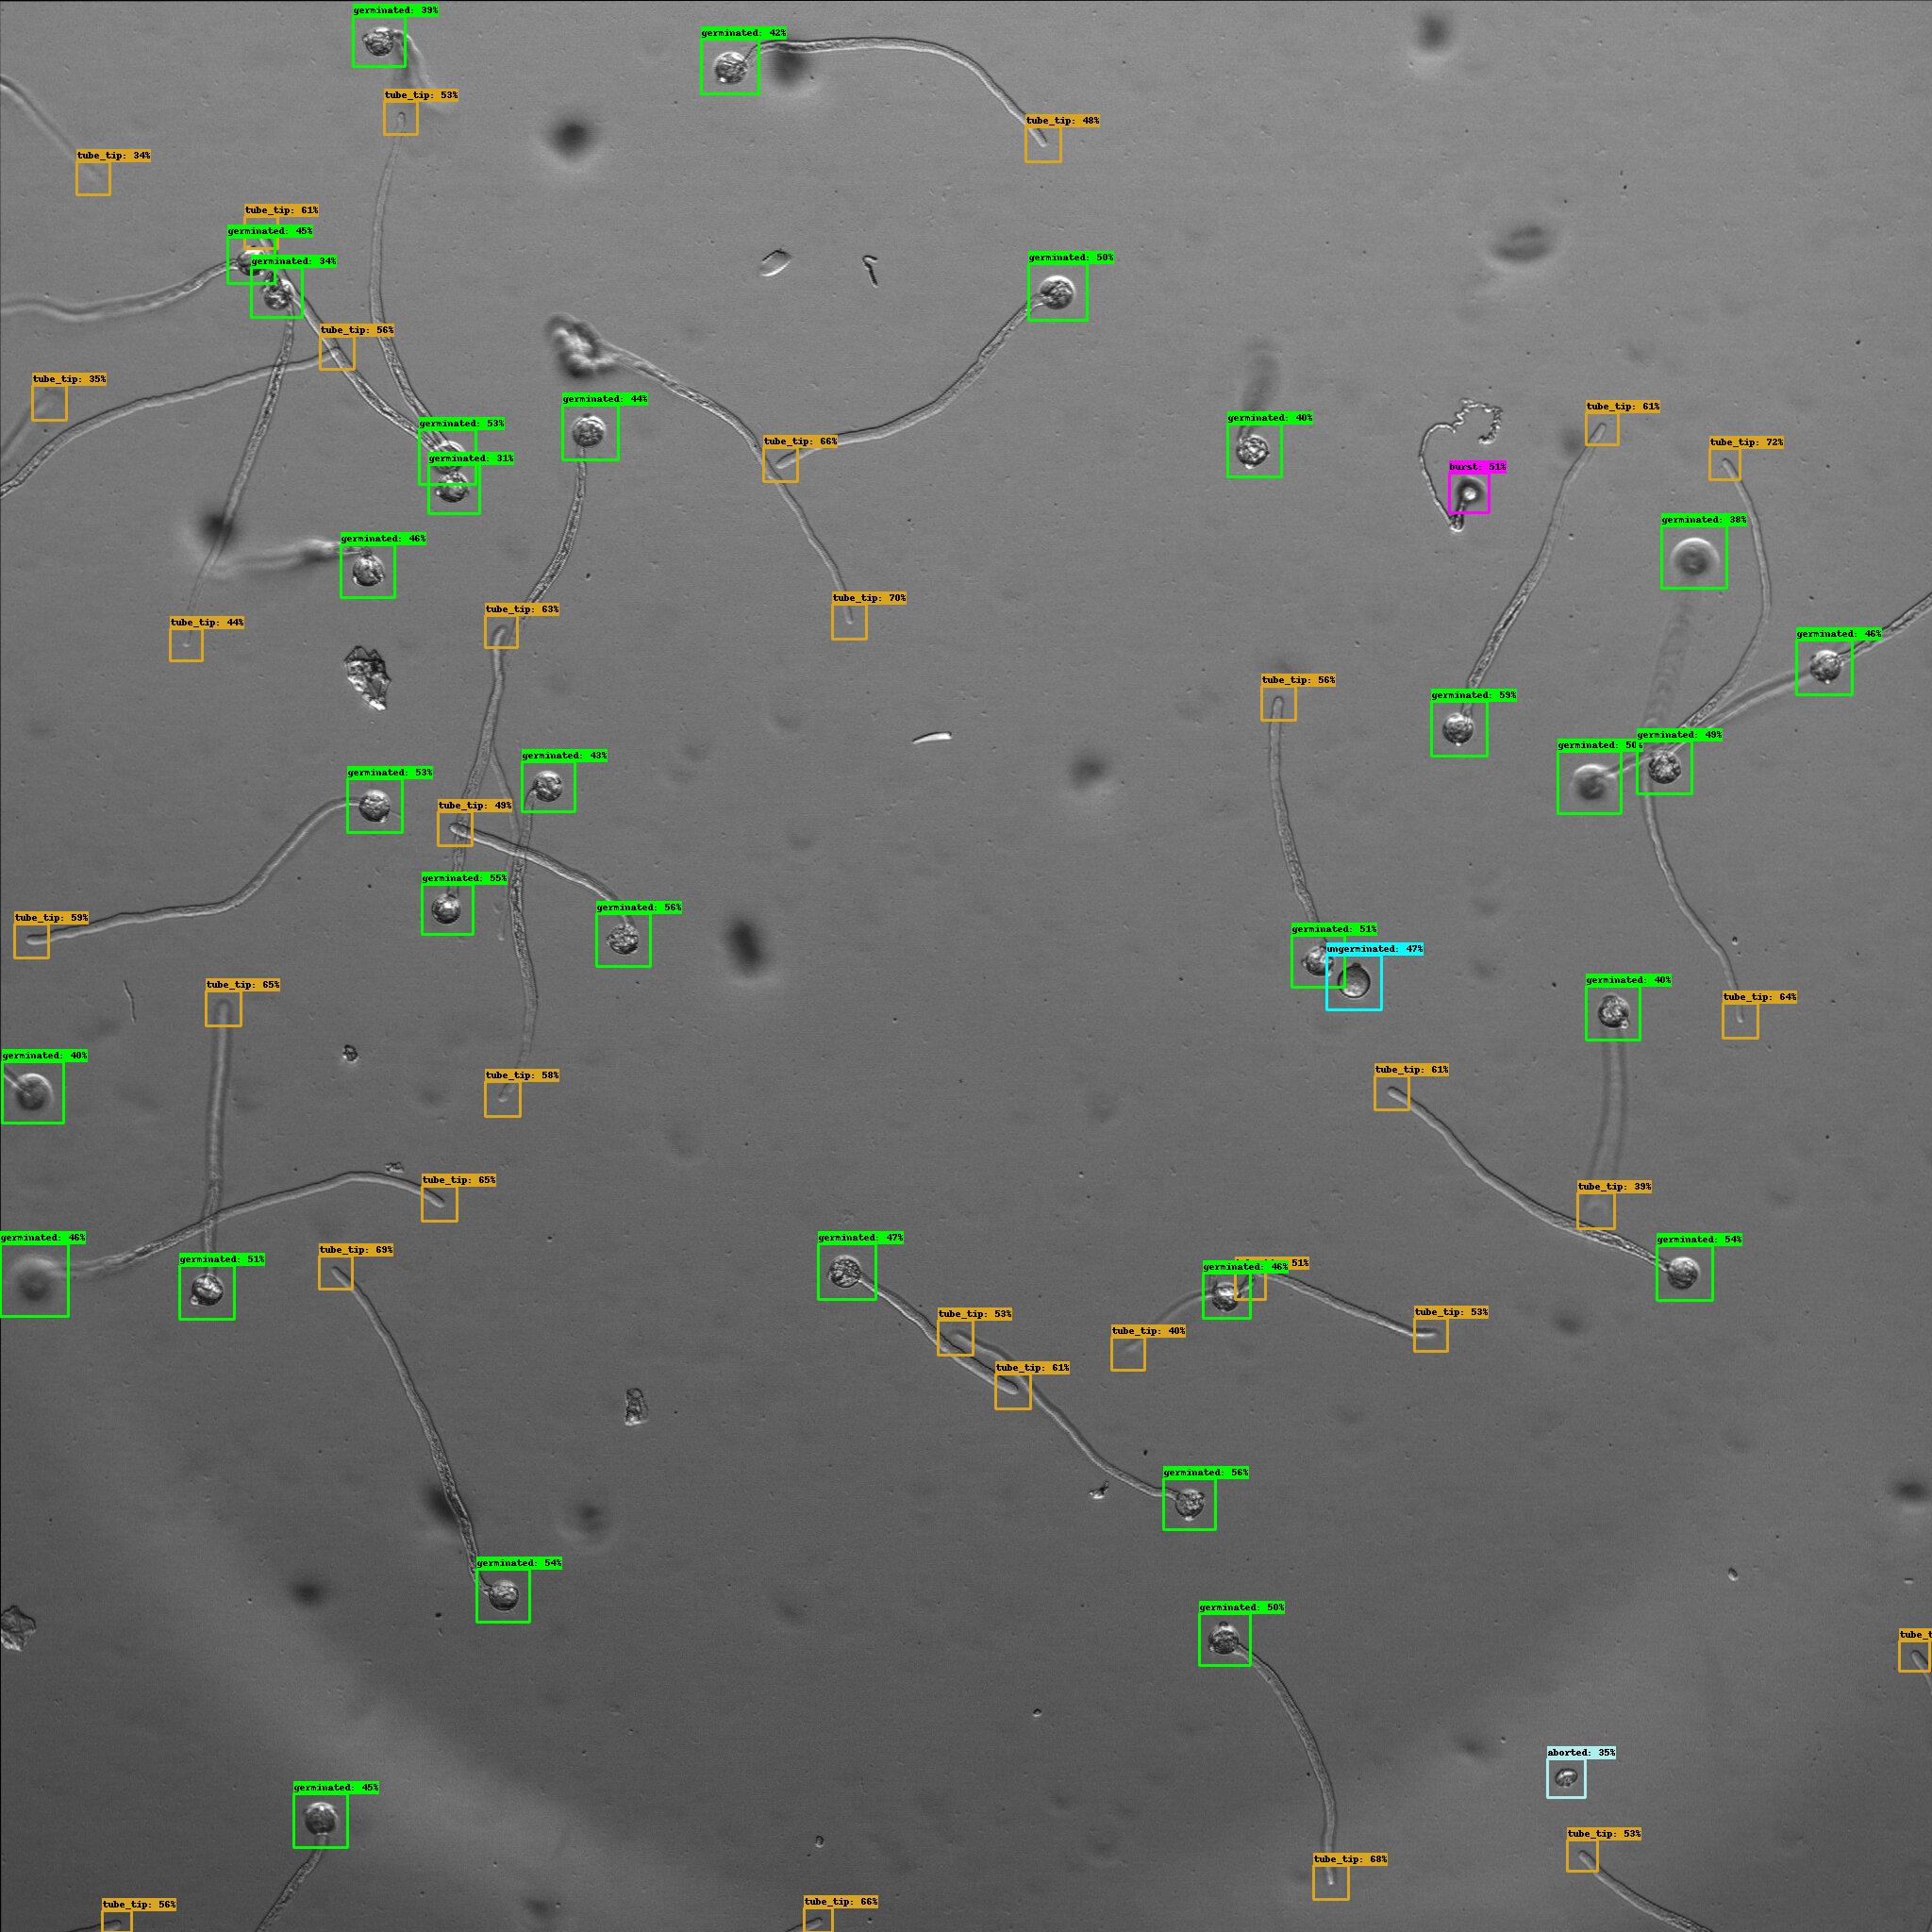 germinated: 39%
germinated: 42%
tube_tip: 53%
tube_tip: 48%
tube_tip: 34%
tube_tip: 61%
germinated: 45%
germinated: 50%
germinated: 34%
tube_tip: 56%
tube_tip: 35%
germinated: 44%
tube_tip: 61%
germinated: 40%
germinated: 53%
tube_tip: 66%
tube_tip: 72%
germinated: 31%
burst: 51%
germinated: 38%
germinated: 46%
tube_tip: 70%
tube_tip: 63%
tube_tip: 44%
germinated: 46%
tube_tip: 56%
germinated: 59%
germinated: 49%
germinated: 50%
germinated: 43%
germinated: 53%
tube_tip: 49%
germinated: 55%
germinated: 56%
tube_tip: 59%
germinated: 51%
ungerminated: 47%
germinated: 40%
tube_tip: 65%
tube_tip: 64%
germinated: 40%
tube_tip: 61%
tube_tip: 58%
tube_tip: 65%
tube_tip: 39%
germinated: 46%
germinated: 47%
germinated: 54%
tube_tip: 69%
germinated: 51%
51%
germinated: 46%
tube_tip: 53%
tube_tip: 53%
tube_tip: 40%
tube_tip: 61%
germinated: 56%
germinated: 54%
germinated: 50%
tube_t
aborted: 35%
germinated: 45%
tube_tip: 53%
tube_tip: 68%
tube_tip: 66%
tube_tip: 56%